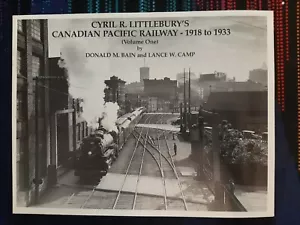 CYRIL R. LITTLEBURY'S
CANADIAN PACIFIC RAILWAY - 1918 to 1933
(Volume One)
by
DONALD M. BAIN and LANCE W. CAMP